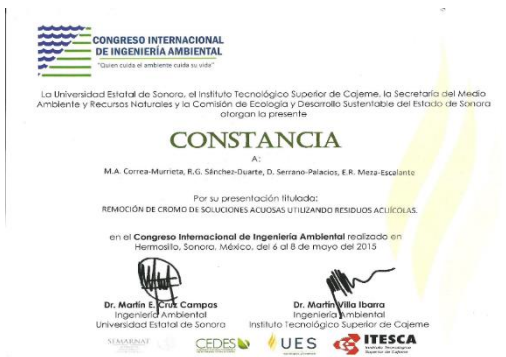 CONGRESO INTERNACIONAL
DE INGENIERÍA AMBIENTAL
"Quien cuida el ambiente cuida su vida"
La Universidad Estatal de Sonora, el Instituto Tecnológico Superior de Cajeme, la Secretaría del Medio
Ambiente y Recursos Naturales y la Comisión de Ecología y Desarrollo Sustentable del Estado de Sonora
otorgan la presente
CONSTANCIA
A:
M.A. Correa-Murrieta, R.G. Sánchez-Duarte, D. Serrano-Palacios, E.R. Meza-Escalante
Por su presentación titulada:
REMOCIÓN DE CROMO DE SOLUCIONES ACUOSAS UTILIZANDO RESIDUOS ACUÍCOLAS.
en el Congreso Internacional de Ingeniería Ambiental realizado en
Hermosillo, Sonora, México, del 6 al 8 de mayo del 2015
Dr. Martín E. Cruz Campas Dr. Martín Villa Ibarra
Ingeniería Ambiental Ingeniería Ambiental
Universidad Estatal de Sonora Instituto Tecnológico Superior de Cajeme
SEMARNAT CEDES UES ITESCA
Instituto Tecnológico
Superior de Cajeme